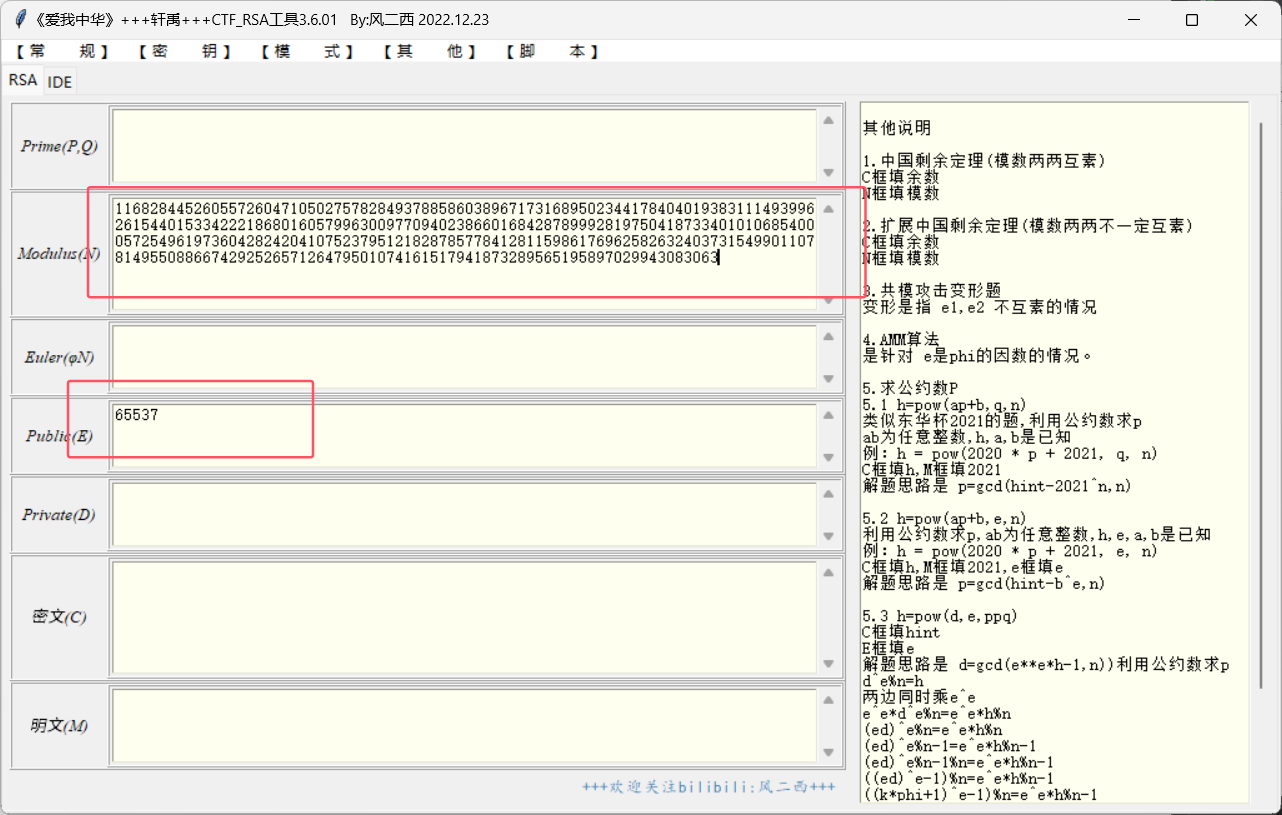 《爱我中华》+++轩禹+++CTF_RSA工具3.6.01 By:风二西 2022.12.23
【常 规】 【密 钥】 【模 式】 【其 他】 【脚 本】
RSA IDE
Prime(P,Q)
Modulus(N)
11682844526055726047105027578284937885860389671731689502344178404019383111493996
26154401533422218680160579963009770940238660168428789992819750418733401010685400
05725496197360428242041075237951218287857784128115986176962582632403731549901107
81495508866742925265712647950107416151794187328956519589702994308306​3
Euler(φN)
Public(E)
65537
Private(D)
密文(C)
明文(M)
+++欢迎关注bilibili:风二西+++
其他说明
1.中国剩余定理(模数两两互素)
C框填余数
N框填模数
2.扩展中国剩余定理(模数两两不一定互素)
C框填余数
N框填模数
3.共模攻击变形题
变形是指 e1,e2 不互素的情况
4.AMM算法
是针对 e是phi的因数的情况。
5.求公约数P
5.1 h=pow(ap+b,q,n)
类似东华杯2021的题,利用公约数求p
ab为任意整数,h,a,b是已知
例: h = pow(2020 * p + 2021, q, n)
C框填h,M框填2021
解题思路是 p=gcd(hint-2021^n,n)
5.2 h=pow(ap+b,e,n)
利用公约数求p,ab为任意整数,h,e,a,b是已知
例: h = pow(2020 * p + 2021, e, n)
C框填h,M框填2021,e框填e
解题思路是 p=gcd(hint-b^e,n)
5.3 h=pow(d,e,ppq)
C框填hint
E框填e
解题思路是 d=gcd(e**e*h-1,n))利用公约数求p
d^e%n=h
两边同时乘e^e
e^e*d^e%n=e^e*h%n
(ed)^e%n=e^e*h%n
(ed)^e%n-1=e^e*h%n-1
(ed)^e%n-1%n=e^e*h%n-1
((ed)^e-1)%n=e^e*h%n-1
((k*phi+1)^e-1)%n=e^e*h%n-1